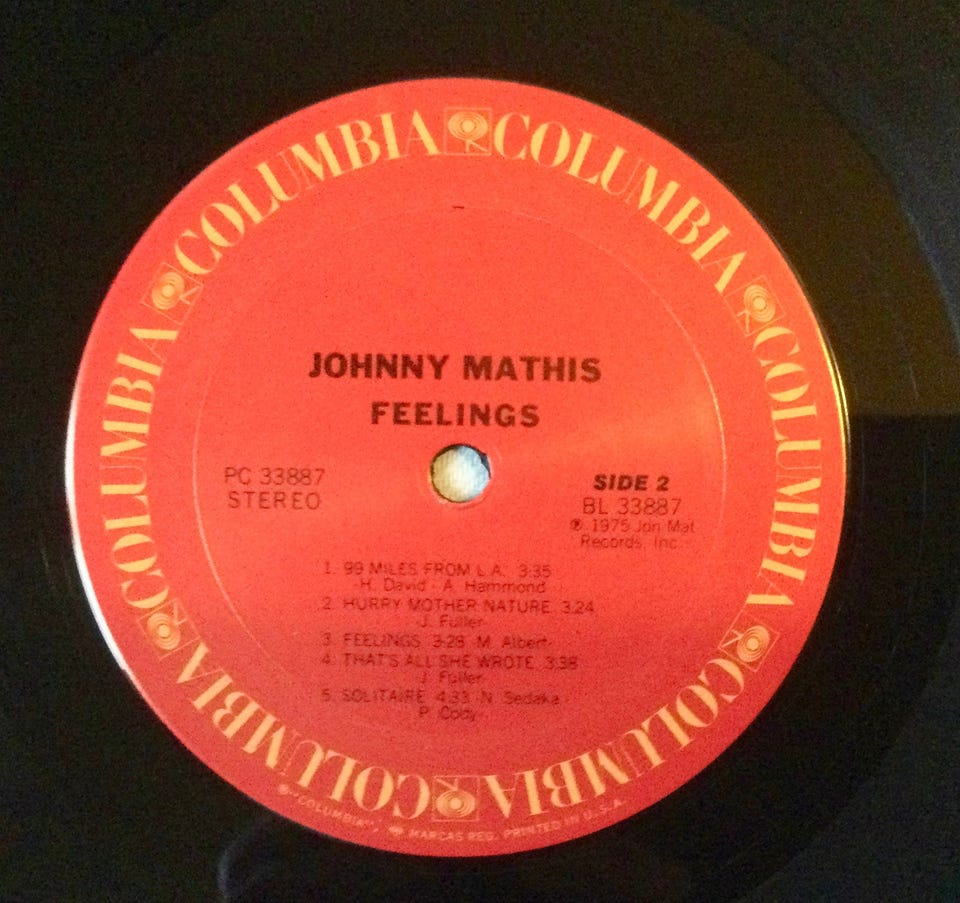 COLUMBIA COLUMBIA COLUMBIA COLUMBIA COLUMBIA COLUMBIA
JOHNNY MATHIS
FEELINGS
PC 33887
STEREO
SIDE 2
BL 33887
℗ 1975 Jon Mat
Records, Inc.
1. 99 MILES FROM L.A. 3:35
-H. David - A. Hammond
2. HURRY MOTHER NATURE 3:24
-J. Fuller-
3. FEELINGS 3:28 -M. Albert-
4. THAT'S ALL SHE WROTE 3:38
-J. Fuller-
5. SOLITAIRE 4:33 -N. Sedaka -
P. Cody-
® "COLUMBIA", MARCAS REG. PRINTED IN U.S.A.